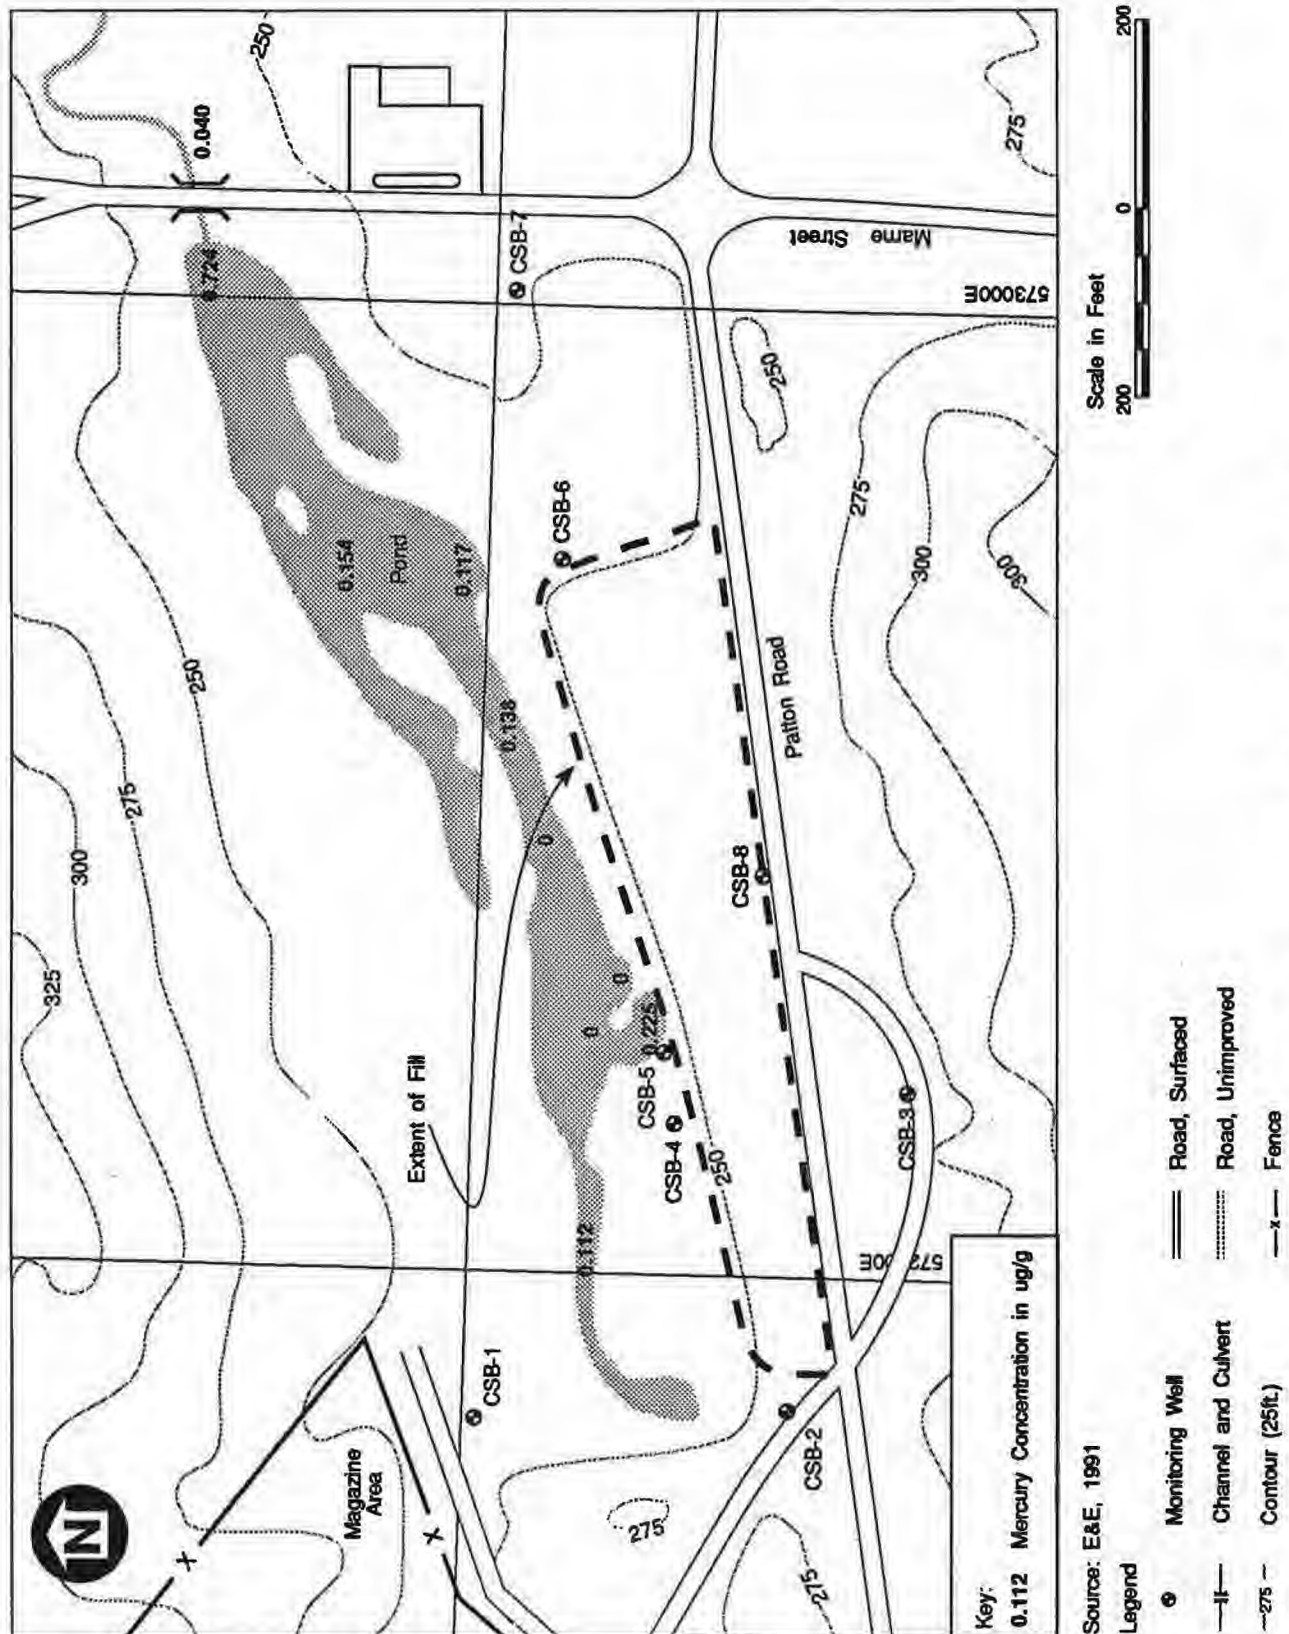 N
Magazine
Area
X
X
325
300
275
250
250
0.040
0.724
0.154
Pond
0.117
0.138
0
0
0
0.225
0.112
Extent of Fill
CSB-1
CSB-2
CSB-3
CSB-4
CSB-5
CSB-6
CSB-7
CSB-8
250
250
275
275
275
300
300
275
Patton Road
Marne Street
573000E
Key:
0.112 Mercury Concentration in ug/g
Source: E&E, 1991
Legend
Monitoring Well
Channel and Culvert
275 Contour (25ft.)
Road, Surfaced
Road, Unimproved
x Fence
Scale in Feet
200 0 200